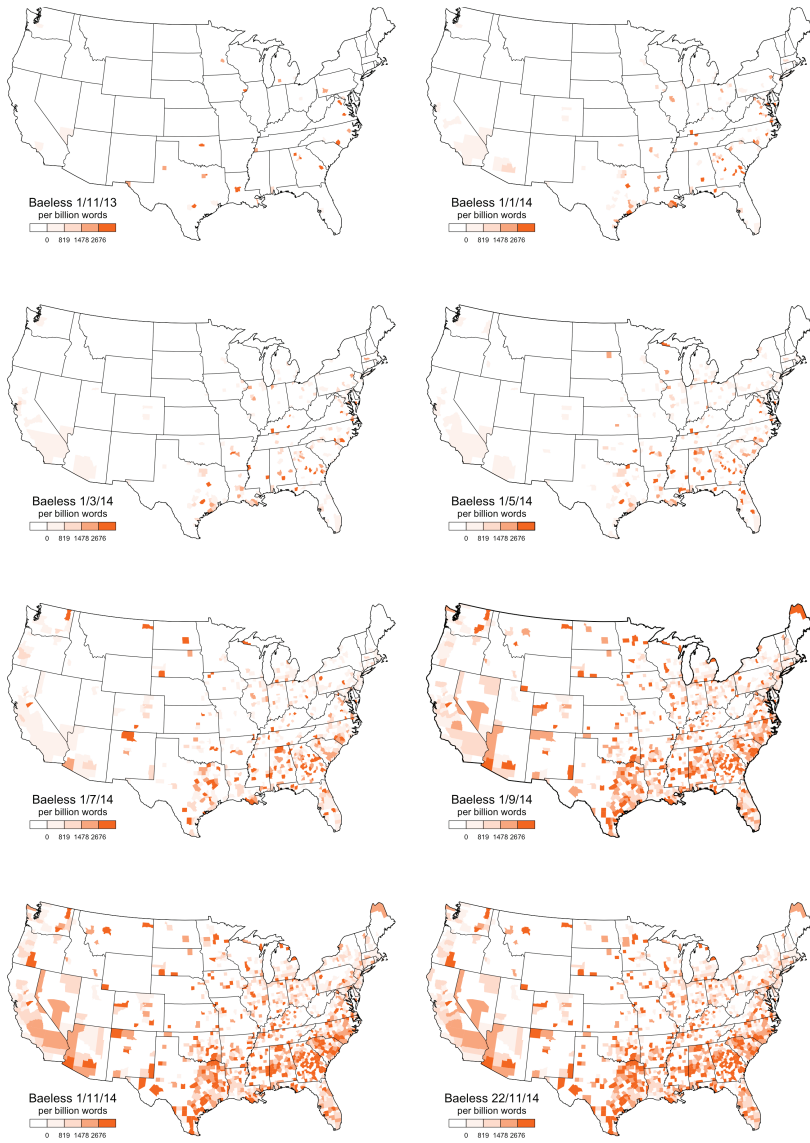 Baeless 1/11/13
per billion words
0 819 1478 2676
Baeless 1/1/14
per billion words
0 819 1478 2676
Baeless 1/3/14
per billion words
0 819 1478 2676
Baeless 1/5/14
per billion words
0 819 1478 2676
Baeless 1/7/14
per billion words
0 819 1478 2676
Baeless 1/9/14
per billion words
0 819 1478 2676
Baeless 1/11/14
per billion words
0 819 1478 2676
Baeless 22/11/14
per billion words
0 819 1478 2676